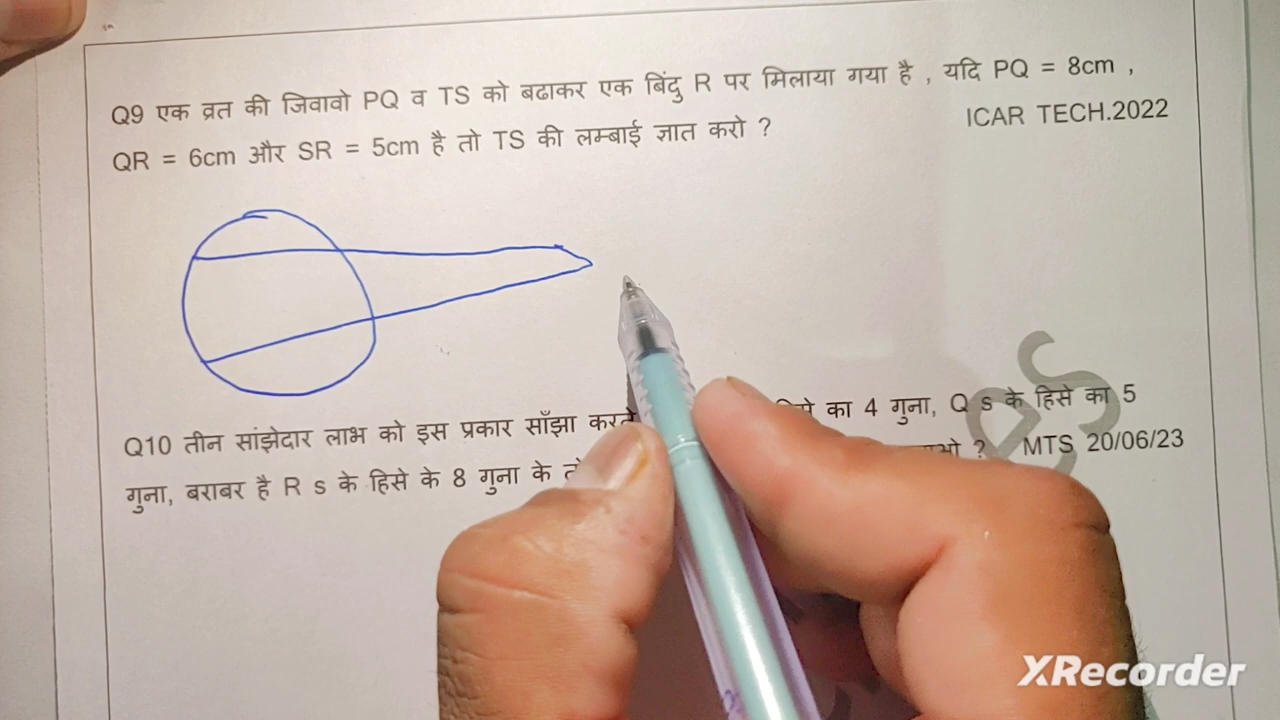 Q9 एक व्रत की जिवावो PQ व TS को बढाकर एक बिंदु R पर मिलाया गया है , यदि PQ = 8cm ,
QR = 6cm और SR = 5cm है तो TS की लम्बाई ज्ञात करो ?
ICAR TECH.2022
Q10 तीन सांझेदार लाभ को इस प्रकार साँझा करते का 4 गुना, Q s के हिसे का 5
गुना, बराबर है R s के हिसे के 8 गुना के ? MTS 20/06/23
XRecorder